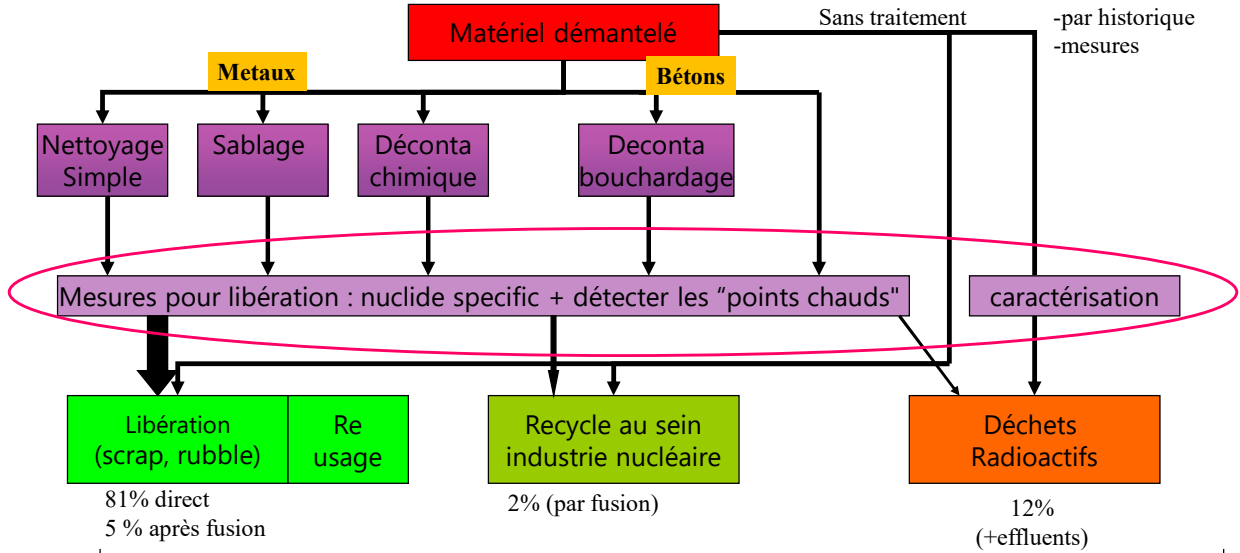 Matériel démantelé
Sans traitement
-par historique
-mesures
Metaux
Bétons
Nettoyage
Simple
Sablage
Déconta
chimique
Deconta
bouchardage
Mesures pour libération : nuclide specific + détecter les “points chauds"
caractérisation
Libération
(scrap, rubble)
Re
usage
Recycle au sein
industrie nucléaire
Déchets
Radioactifs
81% direct
5 % après fusion
2% (par fusion)
12%
(+effluents)